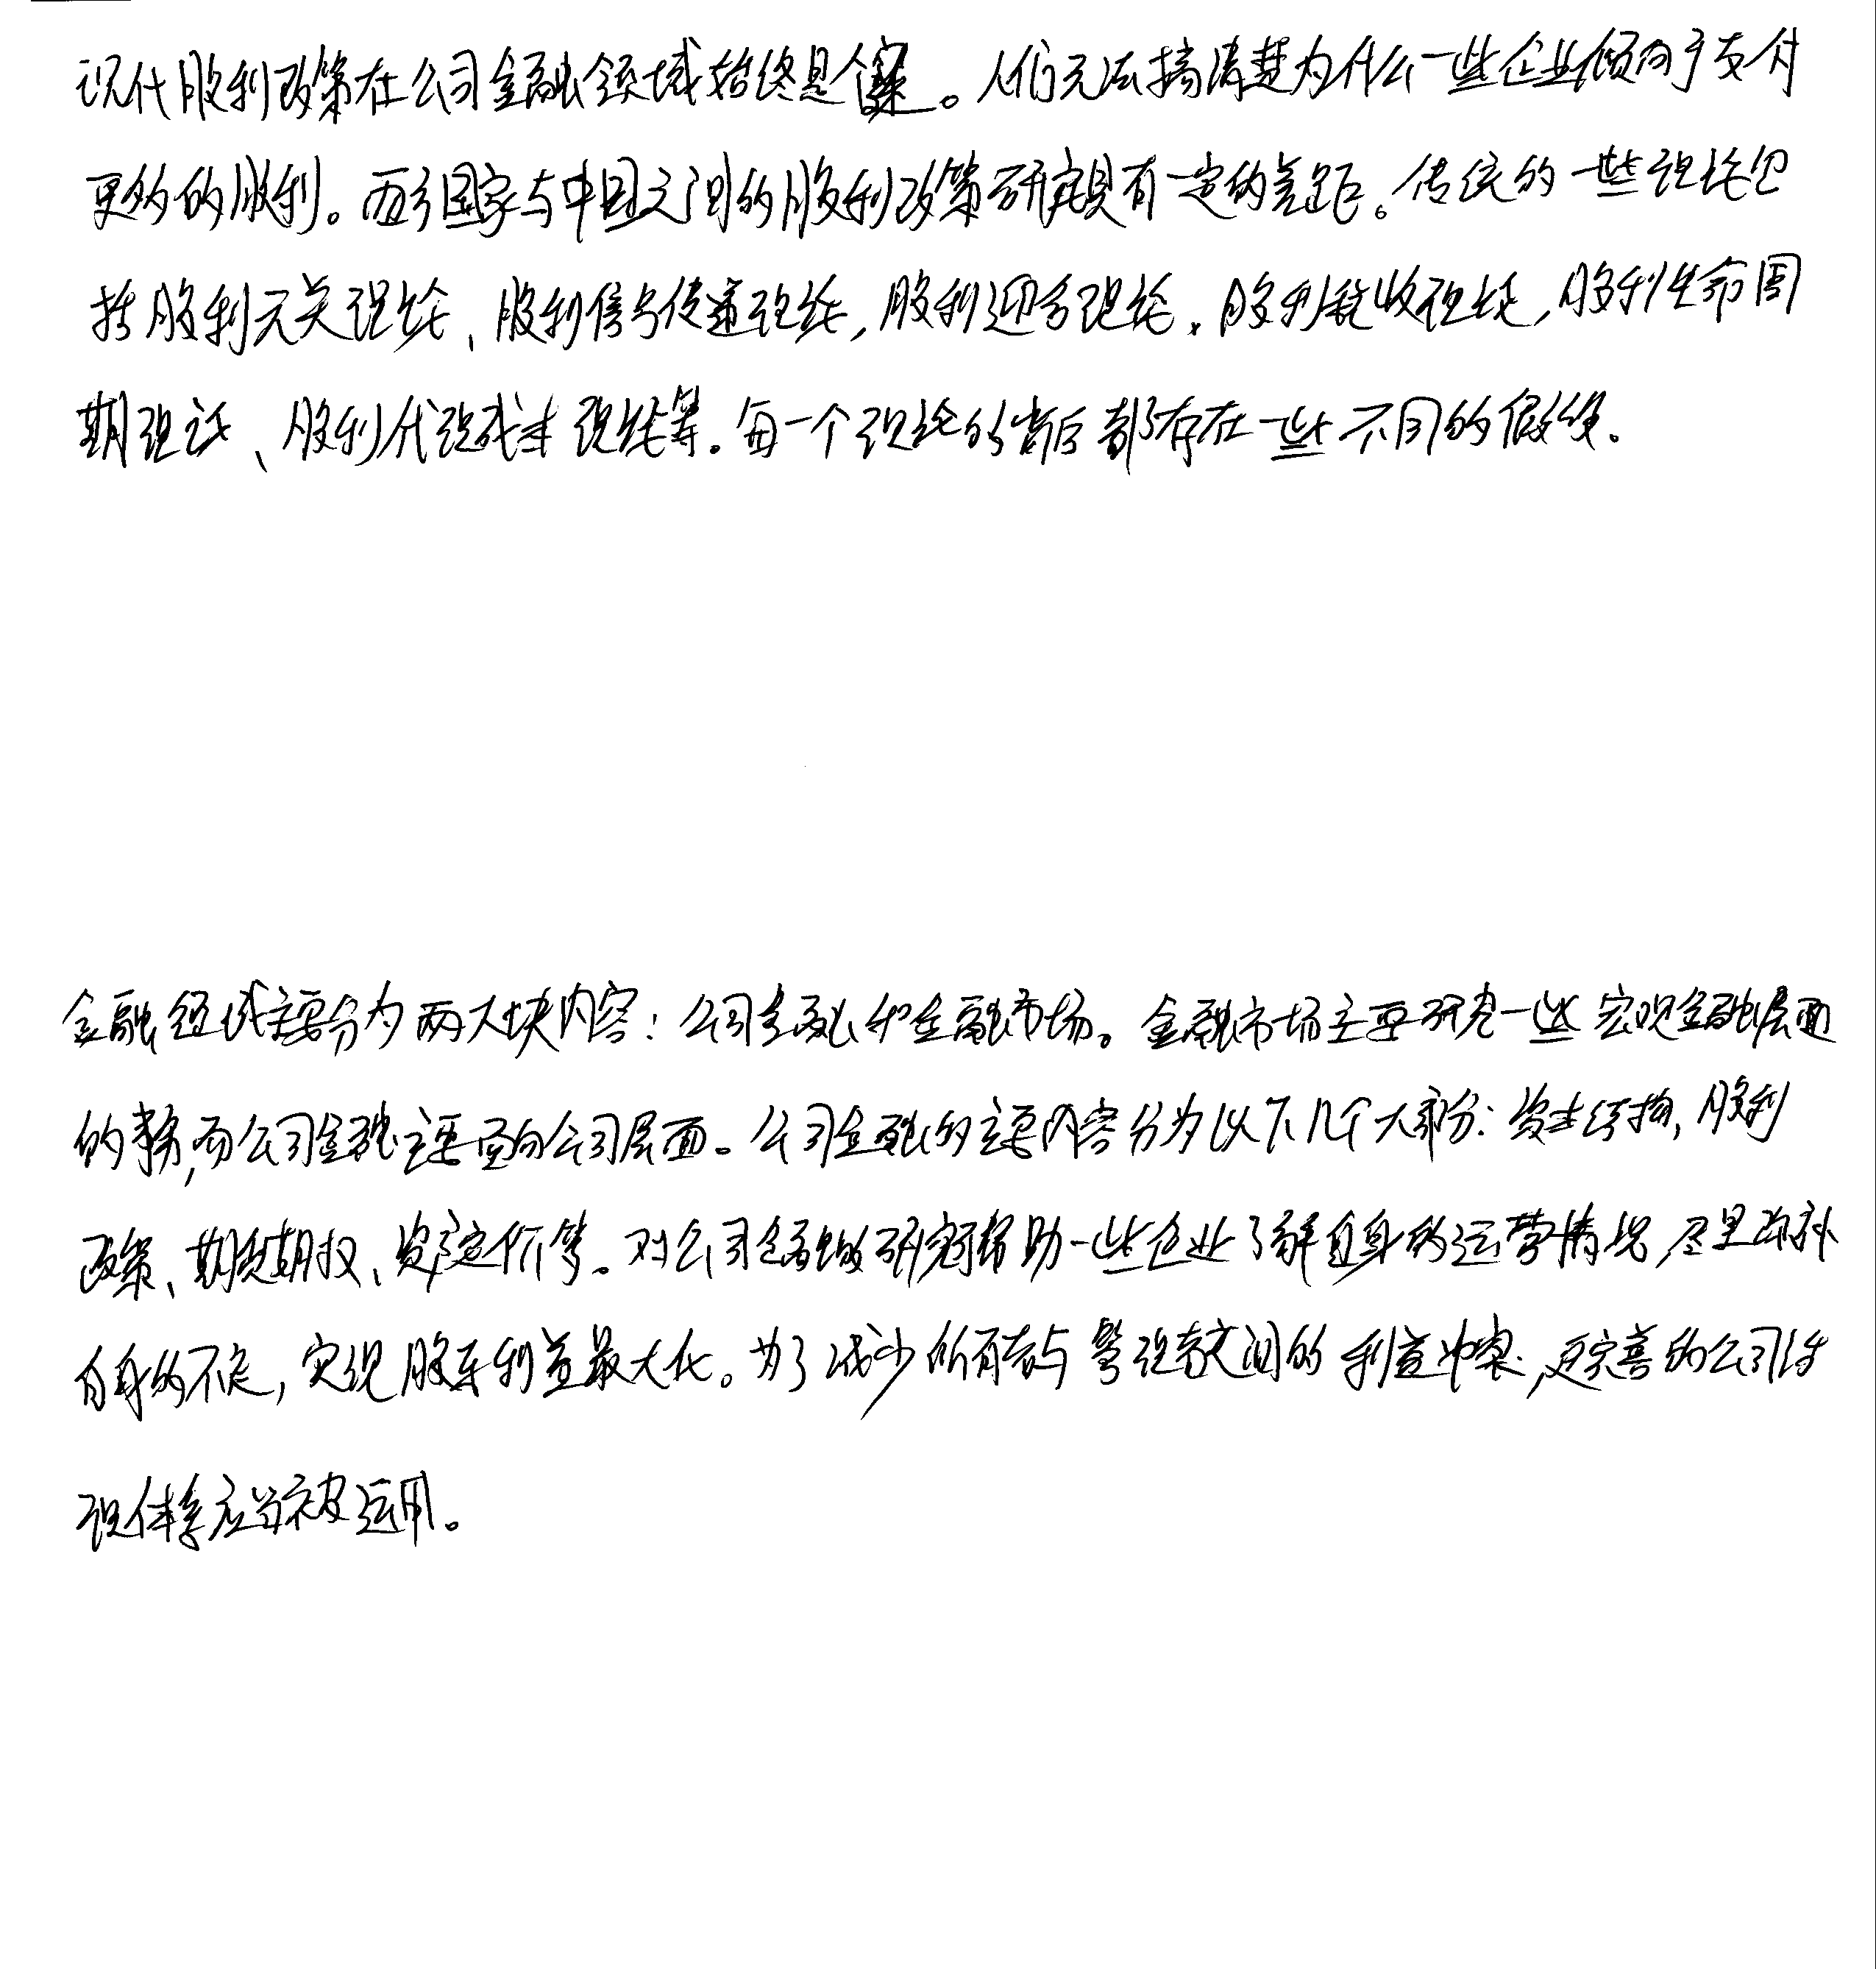 现代股利政策在公司金融领域始终是个案。人们无法搞清楚为什么一些企业倾向于支付
更多的股利。西方国家与中国之间的股利政策研究具有一定的差距。传统的一些理论包
括股利无关理论、股利信号传递理论,股利迎合理论、股利税收理论,股利生命周
期理论、股利代理成本理论等。每一个理论的背后都存在一些不同的假设。
金融领域主要分为两大块内容:公司金融和金融市场。金融市场主要研究一些宏观金融层面
的事务,而公司金融主要面向公司层面。公司金融的主要内容分为以下几个大部分:资本结构,股利
政策、期货期权、资产定价等。对公司金融做研究可帮助一些企业了解自身的运营情况,尽量弥补
自身的不足,实现股东利益最大化。为了减少所有者与管理者之间的利益冲突,更完善的公司治
理体系应当被运用。